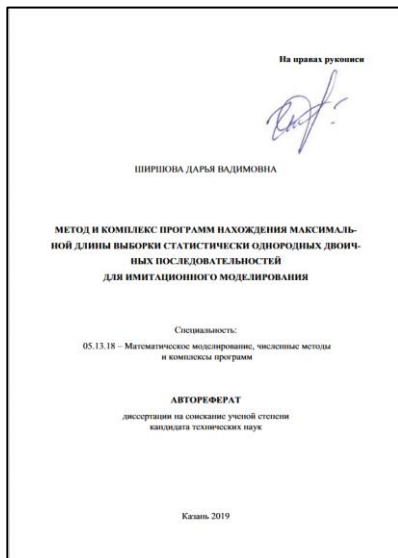 На правах рукописи
ШИРШОВА ДАРЬЯ ВАДИМОВНА
МЕТОД И КОМПЛЕКС ПРОГРАММ НАХОЖДЕНИЯ МАКСИМАЛЬ-
НОЙ ДЛИНЫ ВЫБОРКИ СТАТИСТИЧЕСКИ ОДНОРОДНЫХ ДВОИЧ-
НЫХ ПОСЛЕДОВАТЕЛЬНОСТЕЙ
ДЛЯ ИМИТАЦИОННОГО МОДЕЛИРОВАНИЯ
Специальность:
05.13.18 – Математическое моделирование, численные методы
и комплексы программ
АВТОРЕФЕРАТ
диссертации на соискание ученой степени
кандидата технических наук
Казань 2019